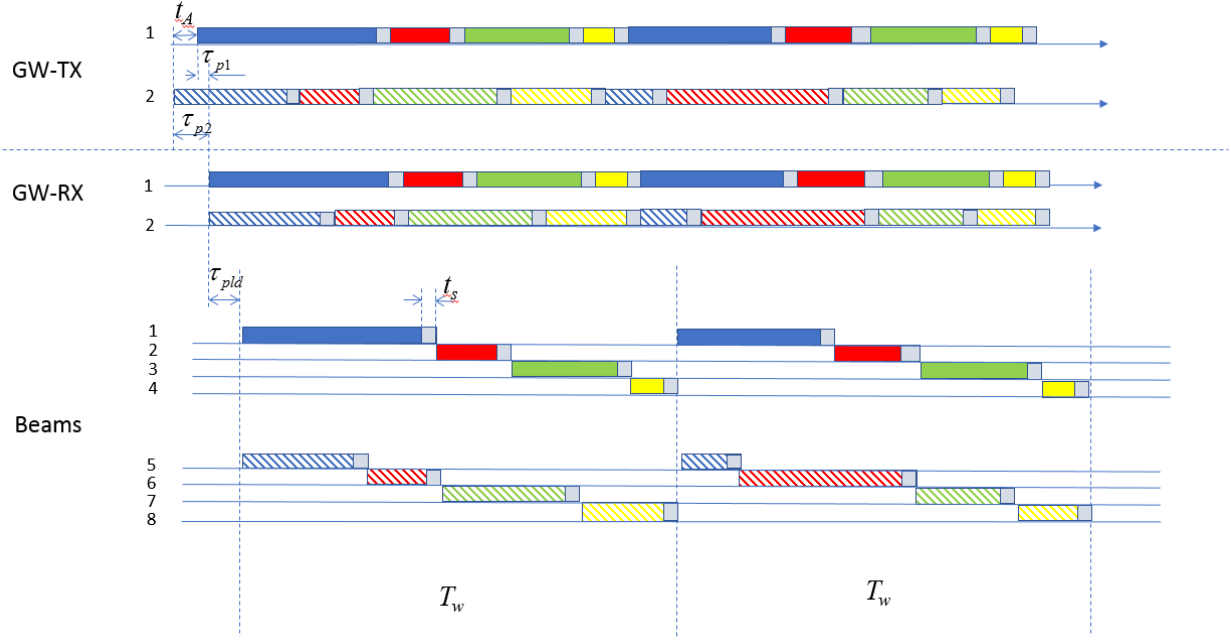 t_A
1
τ_p1
GW-TX
2
τ_p2
GW-RX
1
2
τ_pld
t_s
1
2
3
4
Beams
5
6
7
8
T_w
T_w